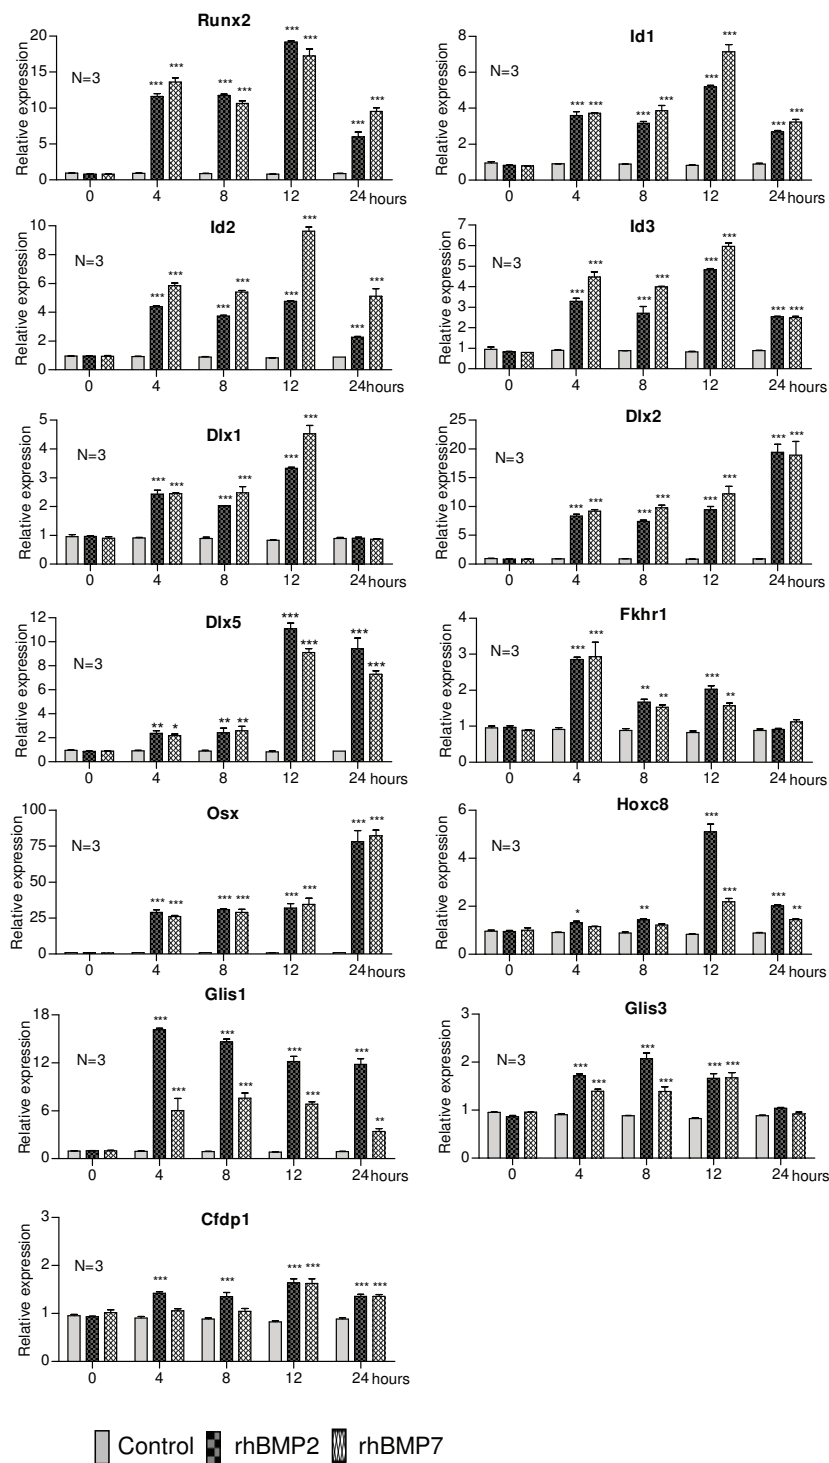 Runx2
Relative expression
20
15
10
5
0
N=3
*** *** *** *** *** *** *** ***
0 4 8 12 24 hours
Id1
Relative expression
8
6
4
2
0
N=3
*** *** *** *** *** *** *** ***
0 4 8 12 24 hours
Id2
Relative expression
10
8
6
4
2
0
N=3
*** *** *** *** *** *** *** ***
0 4 8 12 24 hours
Id3
Relative expression
7
6
5
4
3
2
1
0
N=3
*** *** *** *** *** *** *** ***
0 4 8 12 24 hours
Dlx1
Relative expression
5
4
3
2
1
0
N=3
*** *** *** *** *** ***
0 4 8 12 24 hours
Dlx2
Relative expression
25
20
15
10
5
0
N=3
*** *** *** *** *** *** *** ***
0 4 8 12 24 hours
Dlx5
Relative expression
12
10
8
6
4
2
0
N=3
** * ** ** *** *** *** ***
0 4 8 12 24 hours
Fkhr1
Relative expression
4
3
2
1
0
N=3
*** *** ** ** *** **
0 4 8 12 24 hours
Osx
Relative expression
100
75
50
25
0
N=3
*** *** *** *** *** *** *** ***
0 4 8 12 24 hours
Hoxc8
Relative expression
6
4
2
0
N=3
* ** *** *** *** **
0 4 8 12 24 hours
Glis1
Relative expression
18
12
6
0
N=3
*** *** *** *** *** *** *** **
0 4 8 12 24 hours
Glis3
Relative expression
3
2
1
0
N=3
*** *** *** *** *** ***
0 4 8 12 24 hours
Cfdp1
Relative expression
3
2
1
0
N=3
*** *** *** *** *** ***
0 4 8 12 24 hours
Control rhBMP2 rhBMP7